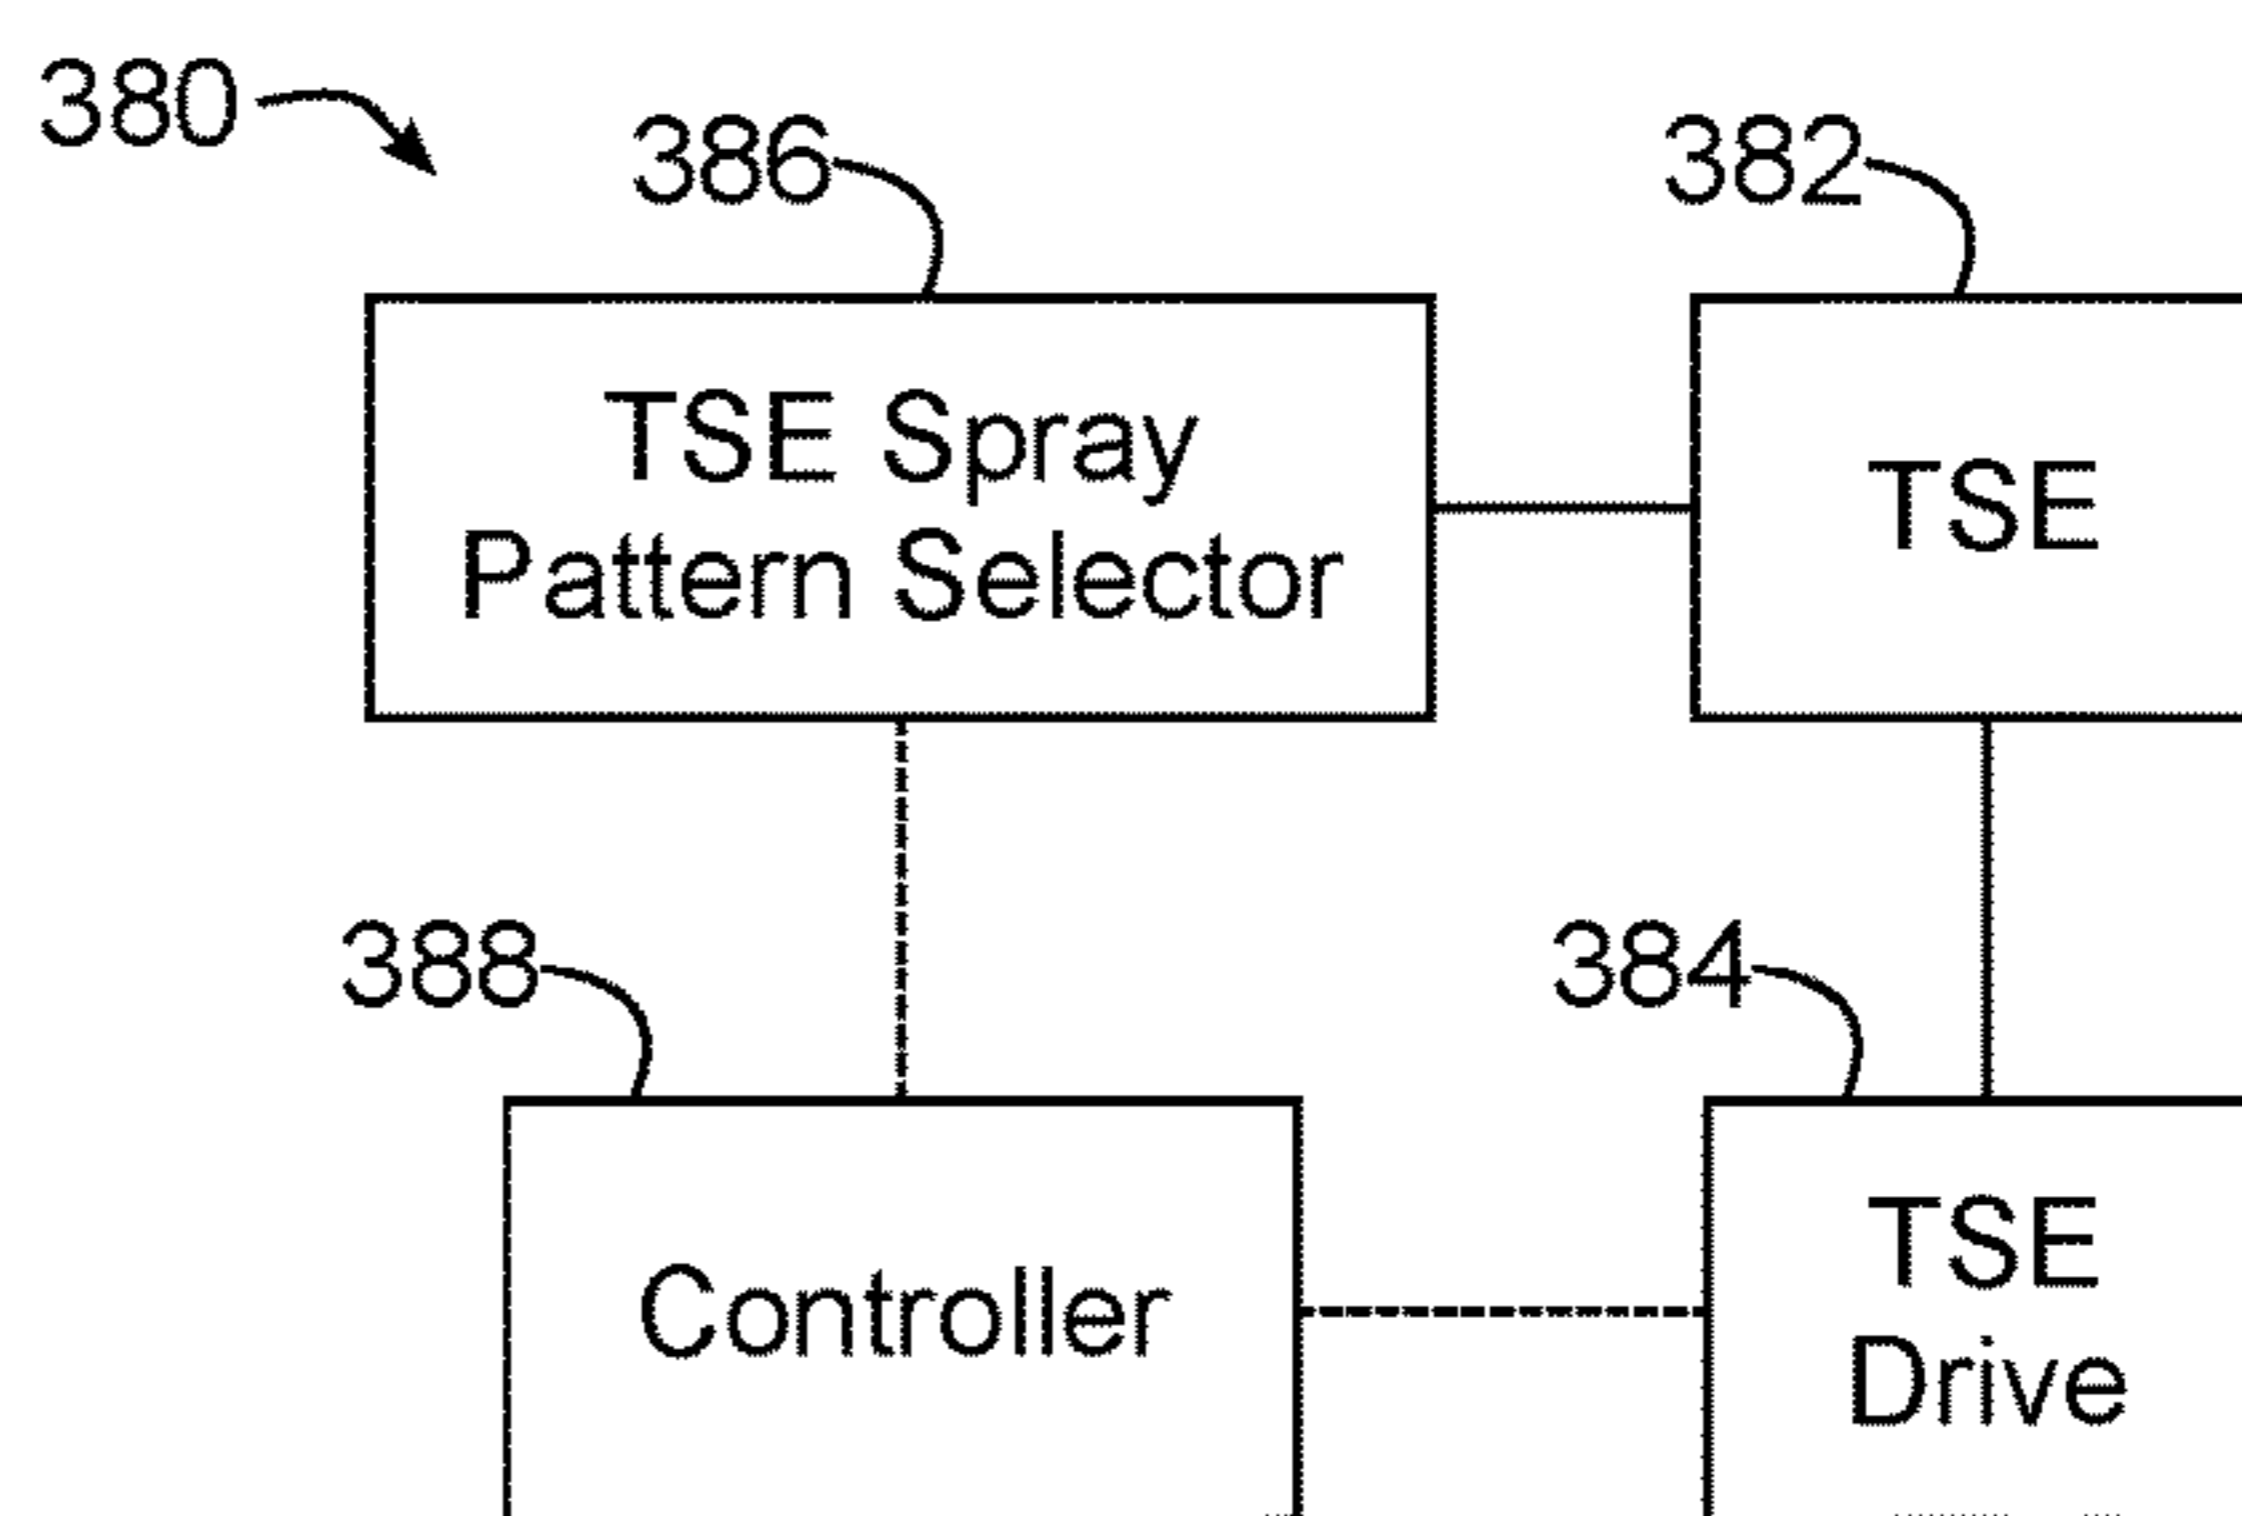 380
386
382
TSE Spray
Pattern Selector
TSE
388
384
Controller
TSE
Drive